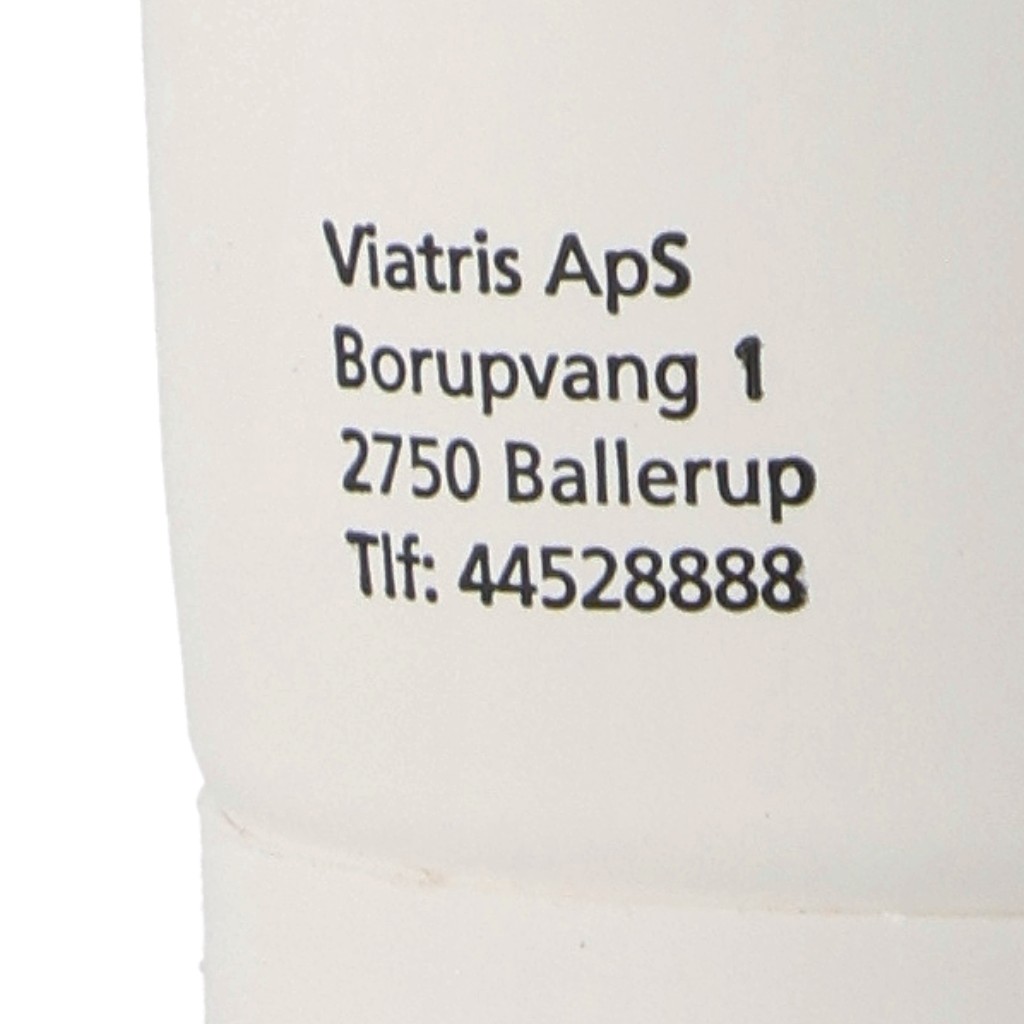 Viatris ApS
Borupvang 1
2750 Ballerup
Tlf: 44528888